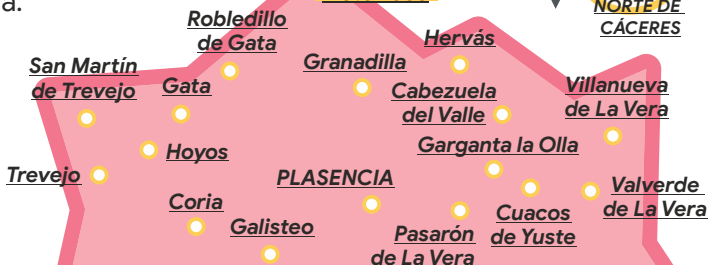 a.
NORTE DE
CÁCERES
Robledillo
de Gata
Hervás
San Martín
de Trevejo
Granadilla
Gata
Cabezuela
del Valle
Villanueva
de La Vera
Garganta la Olla
Hoyos
Trevejo
PLASENCIA
Valverde
de La Vera
Coria
Galisteo
Cuacos
de Yuste
Pasarón
de La Vera